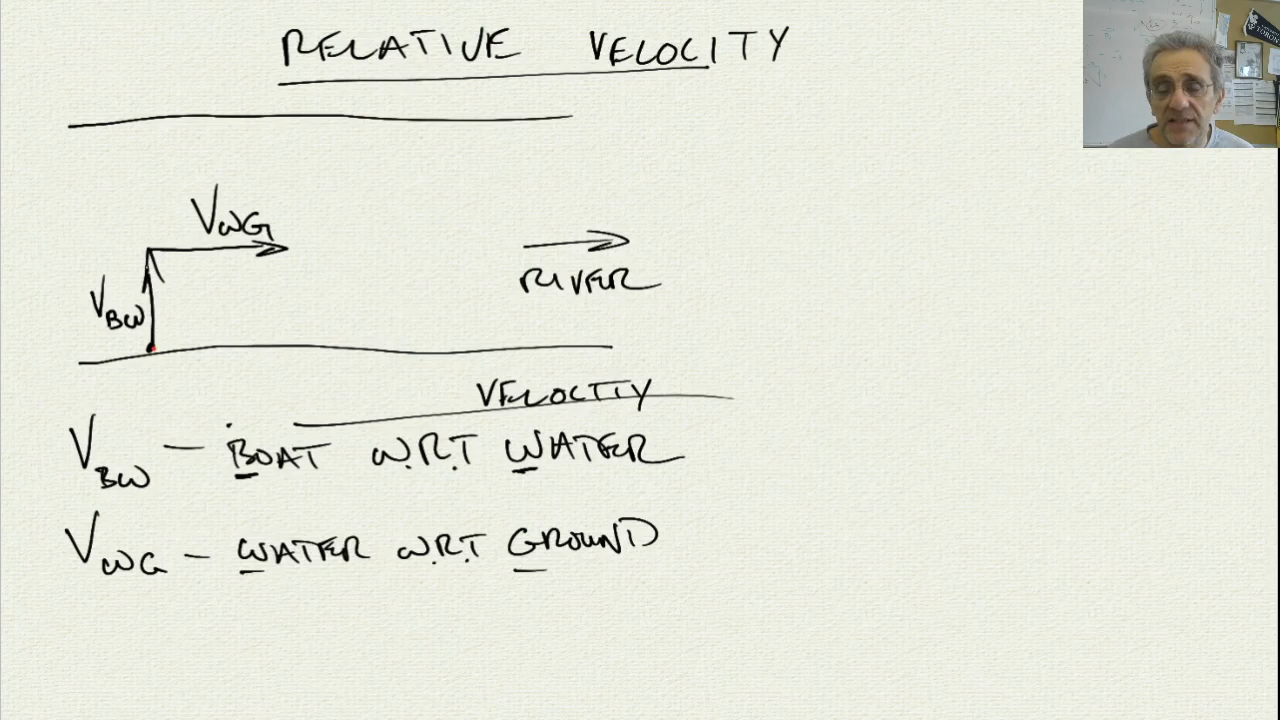 RELATIVE VELOCITY
VWG
VBW
RIVER
VELOCITY
VBW — BOAT W.R.T WATER
VWG — WATER W.R.T GROUND